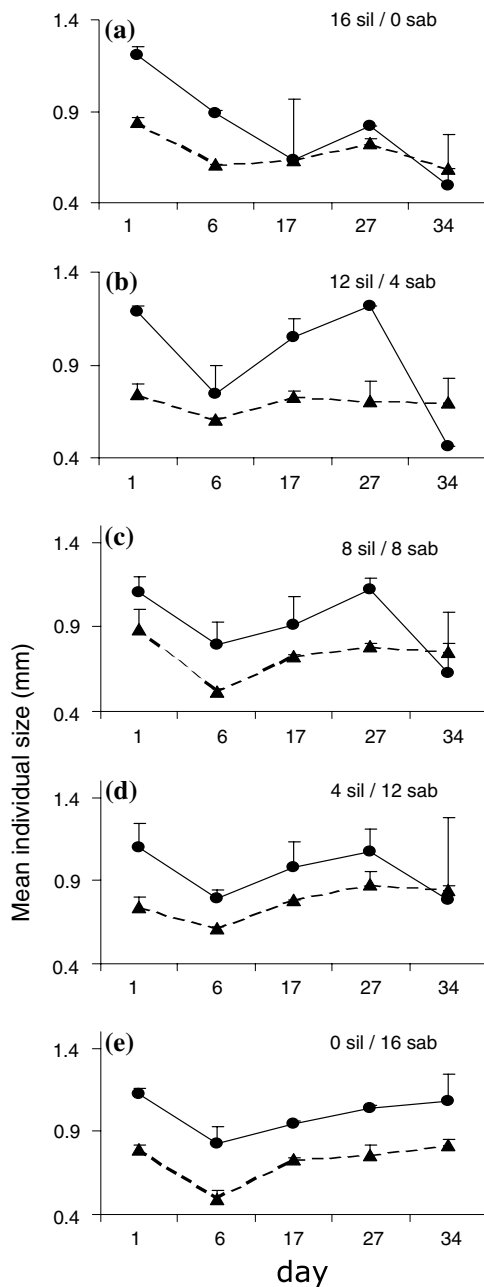 (a) 16 sil / 0 sab
1.4
0.9
0.4
1 6 17 27 34
(b) 12 sil / 4 sab
1.4
0.9
0.4
1 6 17 27 34
(c) 8 sil / 8 sab
1.4
0.9
0.4
1 6 17 27 34
(d) 4 sil / 12 sab
1.4
0.9
0.4
1 6 17 27 34
(e) 0 sil / 16 sab
1.4
0.9
0.4
1 6 17 27 34
day
Mean individual size (mm)